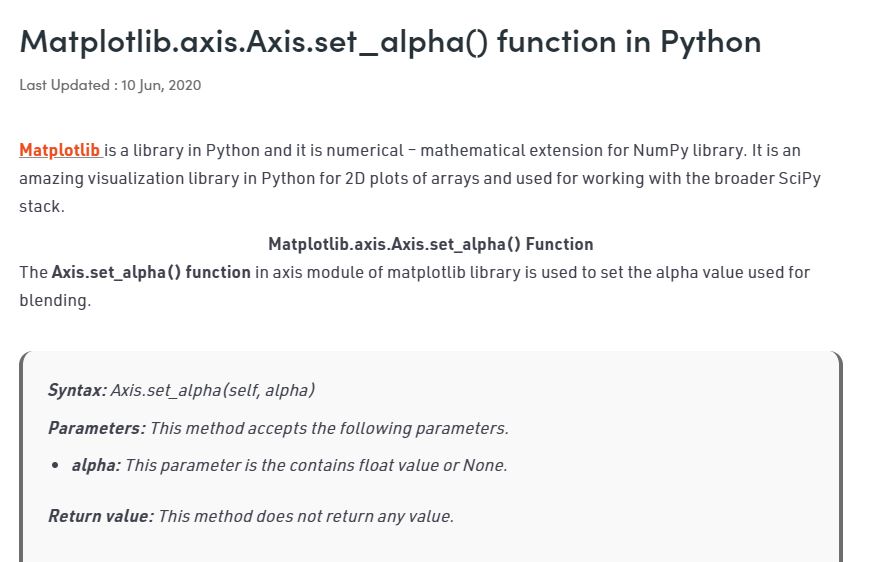 Matplotlib.axis.Axis.set_alpha() function in Python
Last Updated : 10 Jun, 2020
Matplotlib is a library in Python and it is numerical – mathematical extension for NumPy library. It is an
amazing visualization library in Python for 2D plots of arrays and used for working with the broader SciPy
stack.
Matplotlib.axis.Axis.set_alpha() Function
The Axis.set_alpha() function in axis module of matplotlib library is used to set the alpha value used for
blending.
Syntax: Axis.set_alpha(self, alpha)
Parameters: This method accepts the following parameters.
• alpha: This parameter is the contains float value or None.
Return value: This method does not return any value.